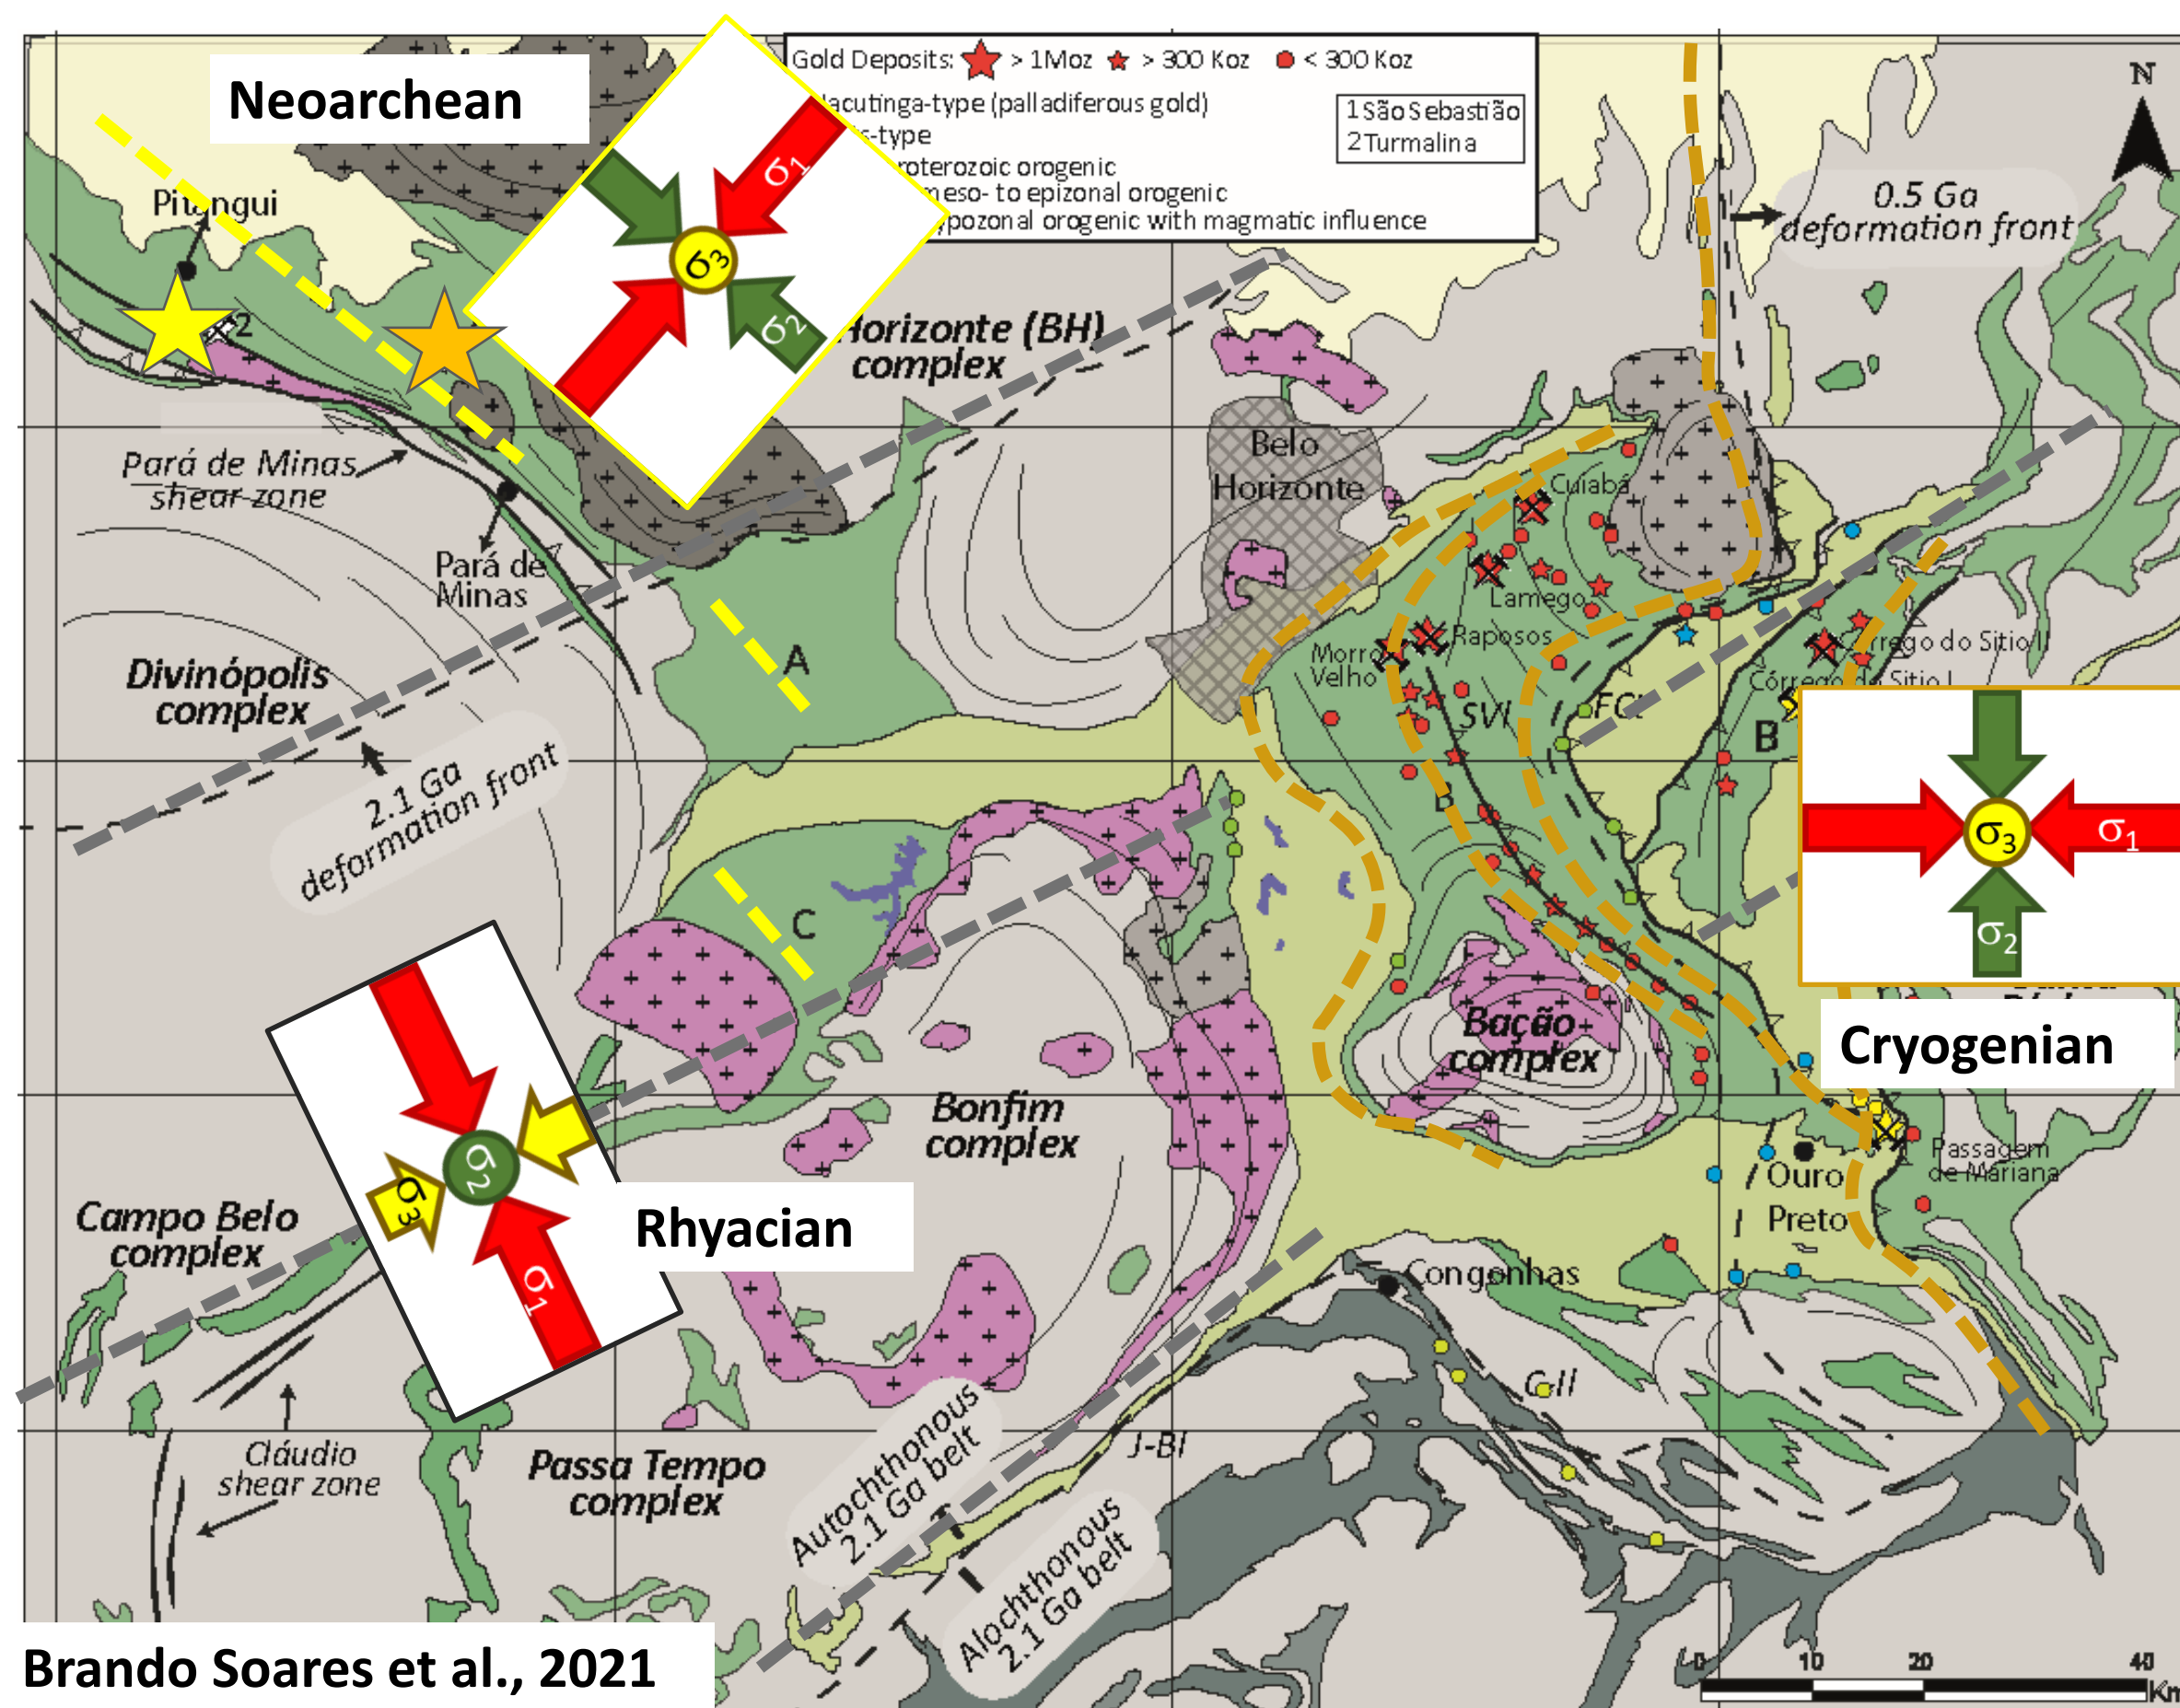 Neoarchean
Gold Deposits: > 1Moz > 300 Koz < 300 Koz
Jacutinga-type (palladiferous gold)
-type
oterozoic orogenic
meso- to epizonal orogenic
ypozonal orogenic with magmatic influence
1 São Sebastião
2 Turmalina
N
0.5 Ga
deformation front
σ1
σ3
σ2
Pitangui
2
Horizonte (BH)
complex
Pará de Minas
shear zone
Pará de
Minas
Belo
Horizonte
Cuiabá
Lamego
Raposos
Morro
Velho
SVI
FCI
Córrego do Sitio II
Córrego do Sitio I
Divinópolis
complex
A
B
B
2.1 Ga
deformation front
C
σ3
σ1
σ2
Bação
complex
Cryogenian
Bonfim
complex
σ2
σ3
σ1
Rhyacian
Campo Belo
complex
Ouro
Preto
Passagem
de Mariana
Congonhas
Cláudio
shear zone
Passa Tempo
complex
J-BI
Autochthonous
2.1 Ga belt
Alochthonous
2.1 Ga belt
Brando Soares et al., 2021
0 10 20 40
Km